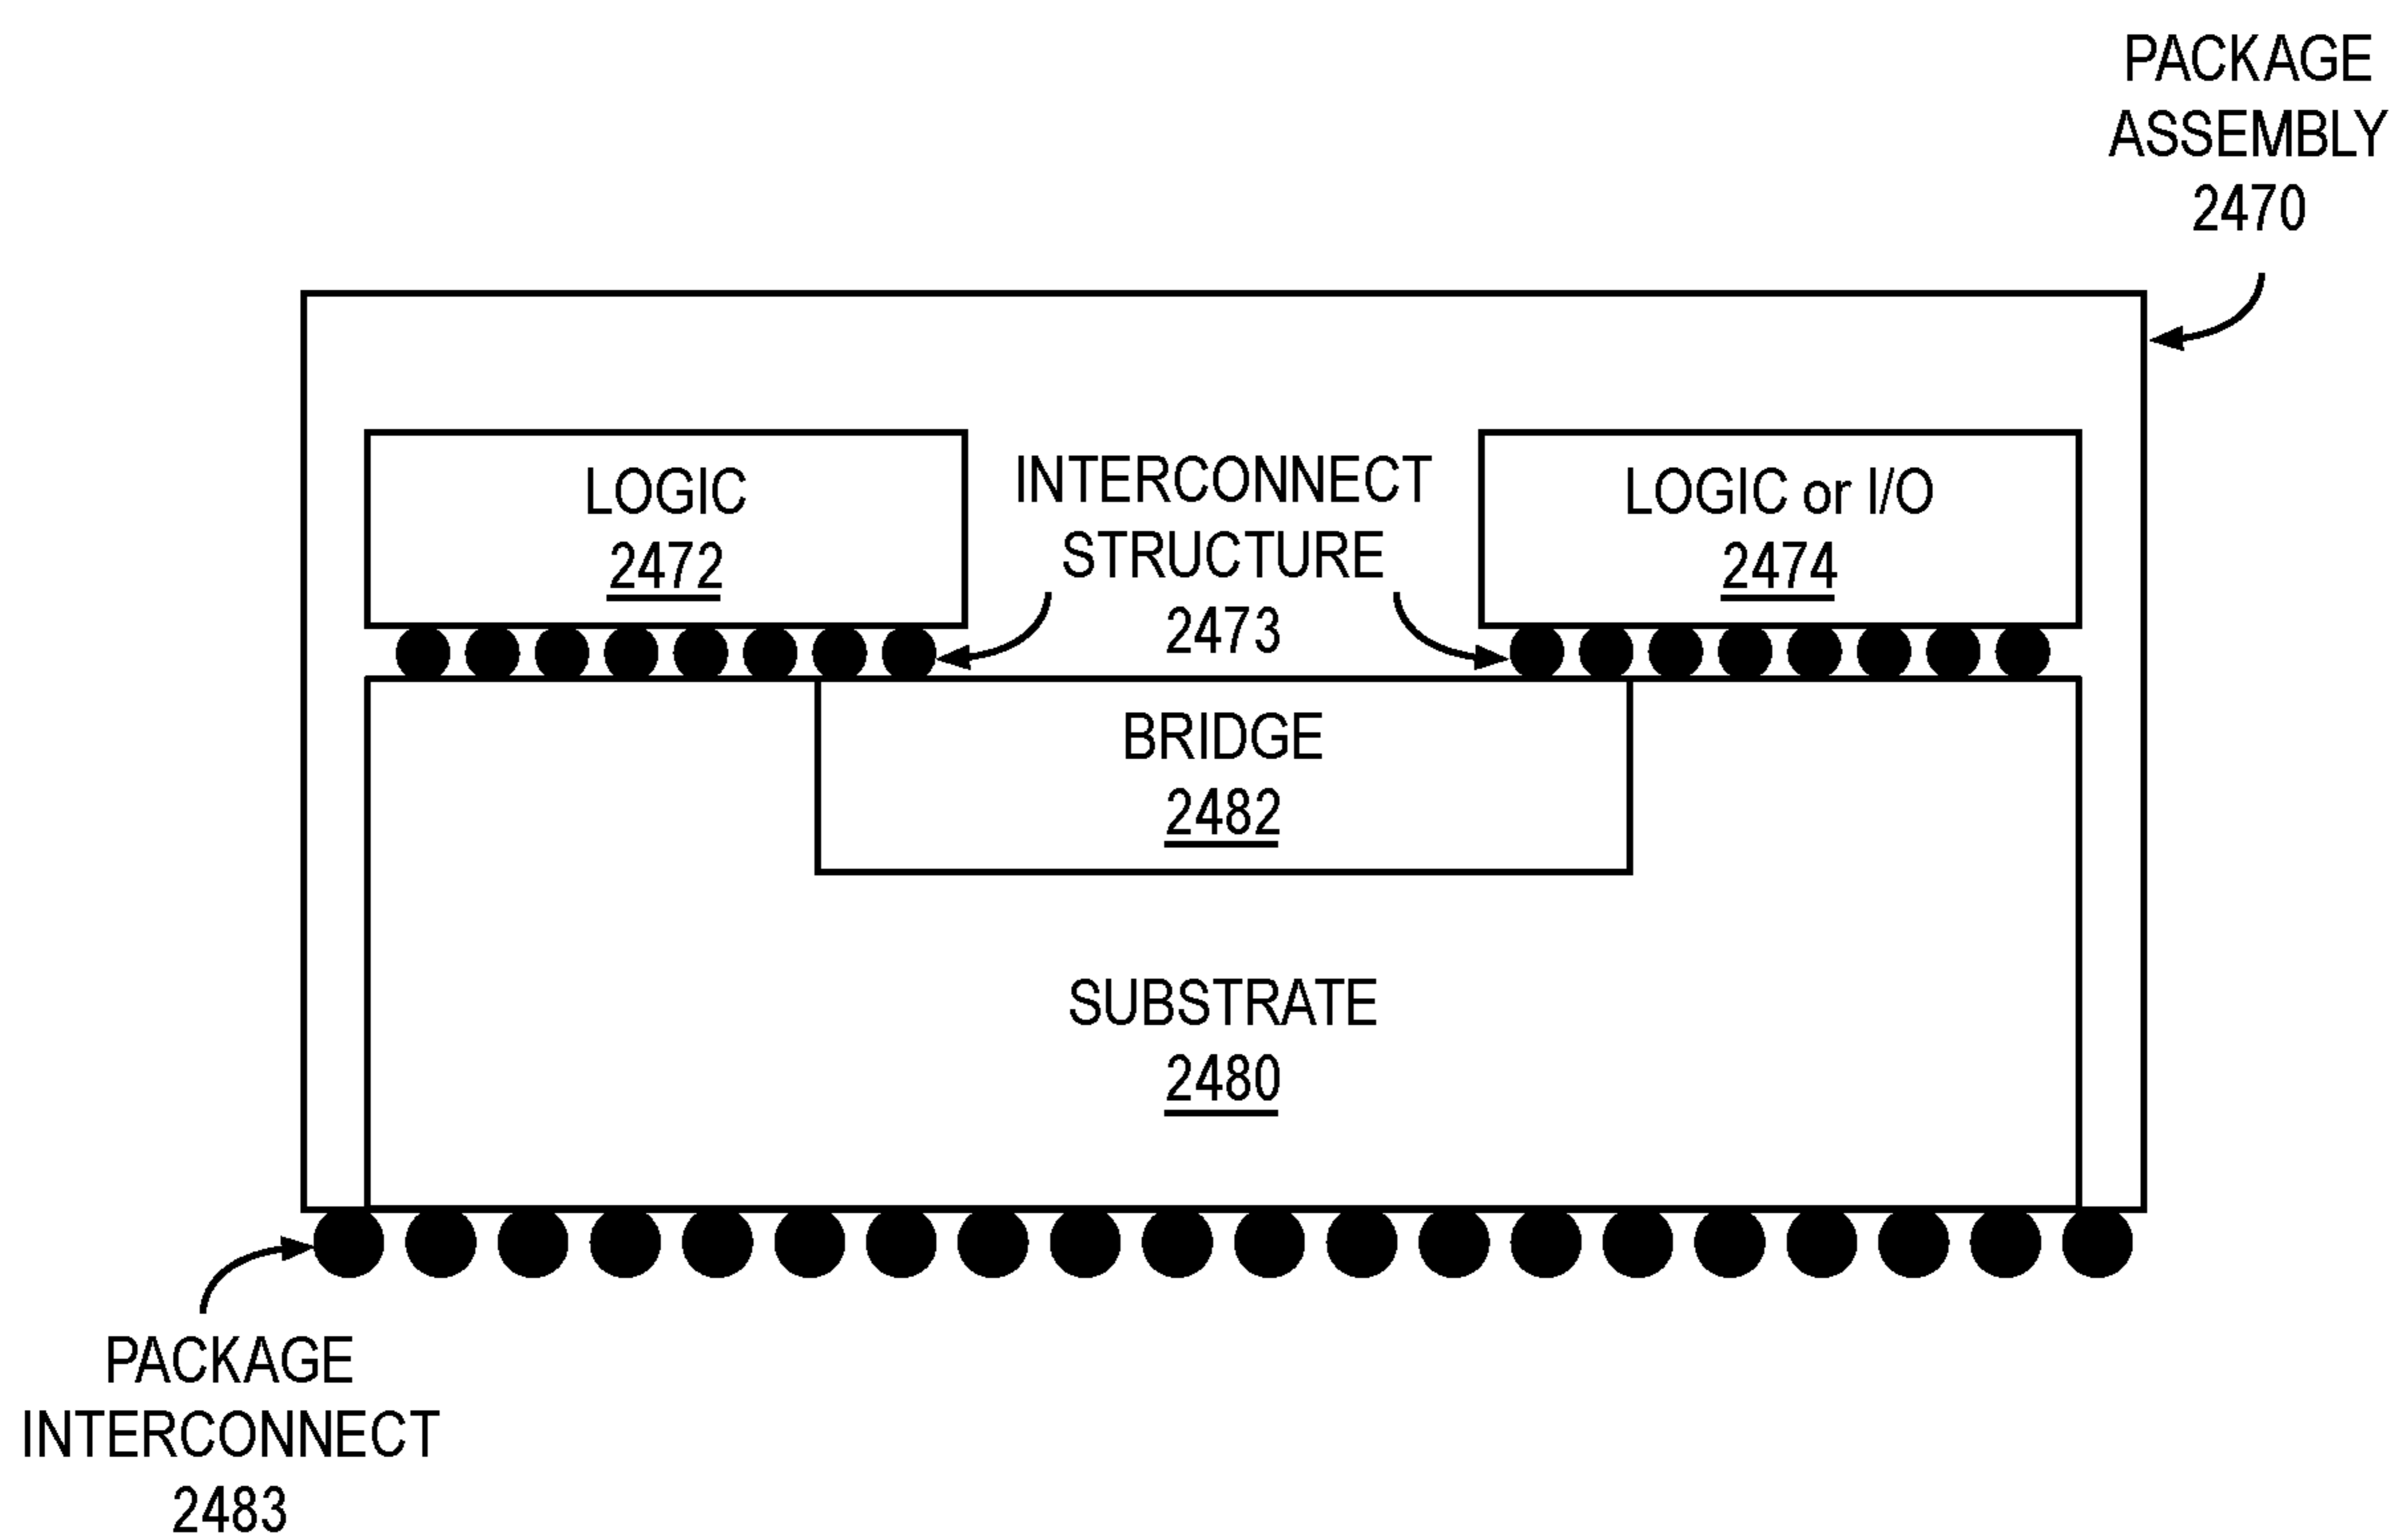 PACKAGE
ASSEMBLY
2470
LOGIC
2472
INTERCONNECT
STRUCTURE
2473
LOGIC or I/O
2474
BRIDGE
2482
SUBSTRATE
2480
PACKAGE
INTERCONNECT
2483